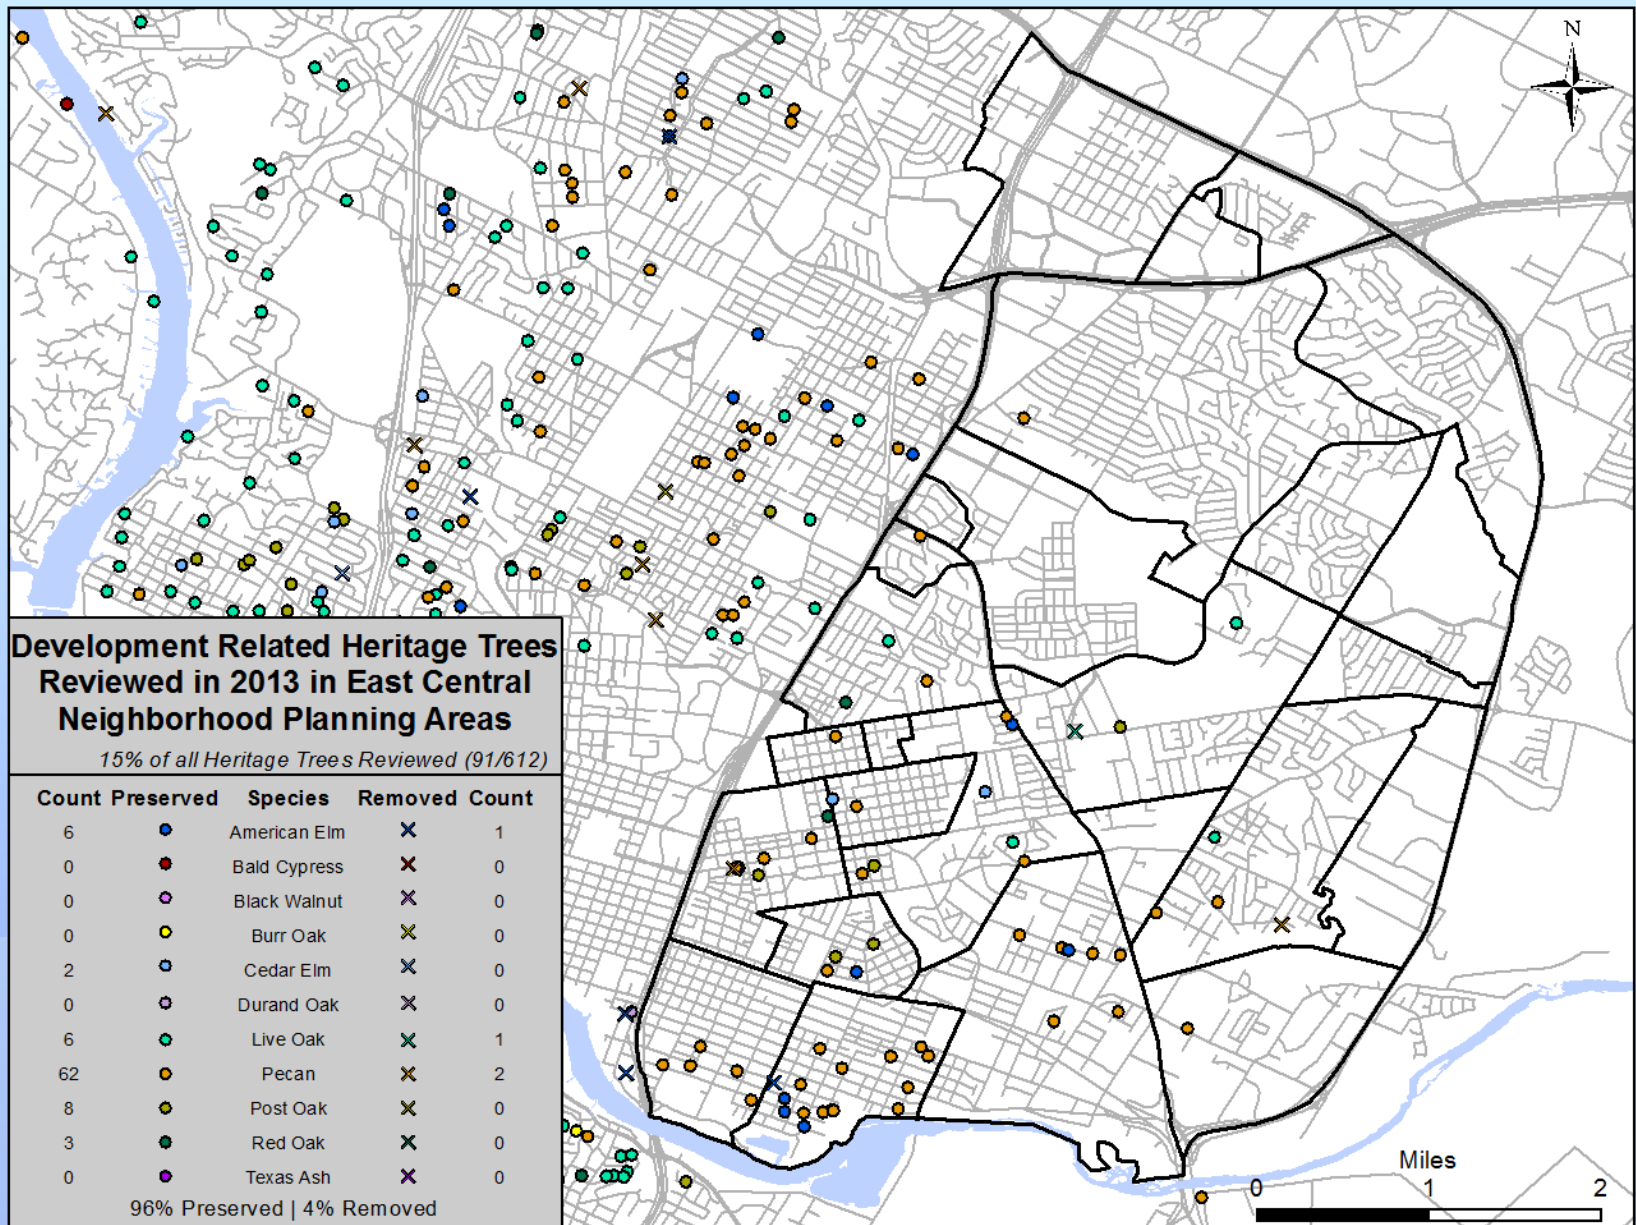 N
Development Related Heritage Trees
Reviewed in 2013 in East Central
Neighborhood Planning Areas
15% of all Heritage Trees Reviewed (91/612)
Count Preserved Species Removed Count
6 American Elm 1
0 Bald Cypress 0
0 Black Walnut 0
0 Burr Oak 0
2 Cedar Elm 0
0 Durand Oak 0
6 Live Oak 1
62 Pecan 2
8 Post Oak 0
3 Red Oak 0
0 Texas Ash 0
96% Preserved | 4% Removed
Miles
0 1 2